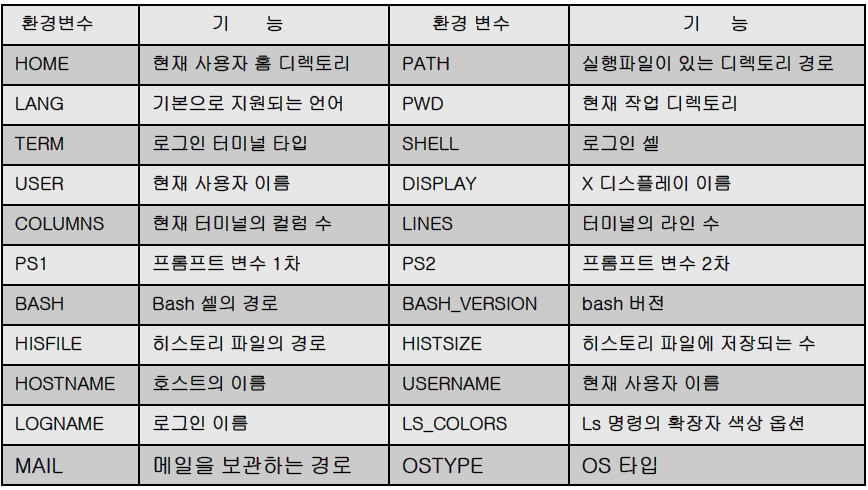 환경변수 기 능 환경 변수 기 능
HOME 현재 사용자 홈 디렉토리 PATH 실행파일이 있는 디렉토리 경로
LANG 기본으로 지원되는 언어 PWD 현재 작업 디렉토리
TERM 로그인 터미널 타입 SHELL 로그인 셸
USER 현재 사용자 이름 DISPLAY X 디스플레이 이름
COLUMNS 현재 터미널의 컬럼 수 LINES 터미널의 라인 수
PS1 프롬프트 변수 1차 PS2 프롬프트 변수 2차
BASH Bash 셸의 경로 BASH_VERSION bash 버젼
HISFILE 히스토리 파일의 경로 HISTSIZE 히스토리 파일에 저장되는 수
HOSTNAME 호스트의 이름 USERNAME 현재 사용자 이름
LOGNAME 로그인 이름 LS_COLORS Ls 명령의 확장자 색상 옵션
MAIL 메일을 보관하는 경로 OSTYPE OS 타입